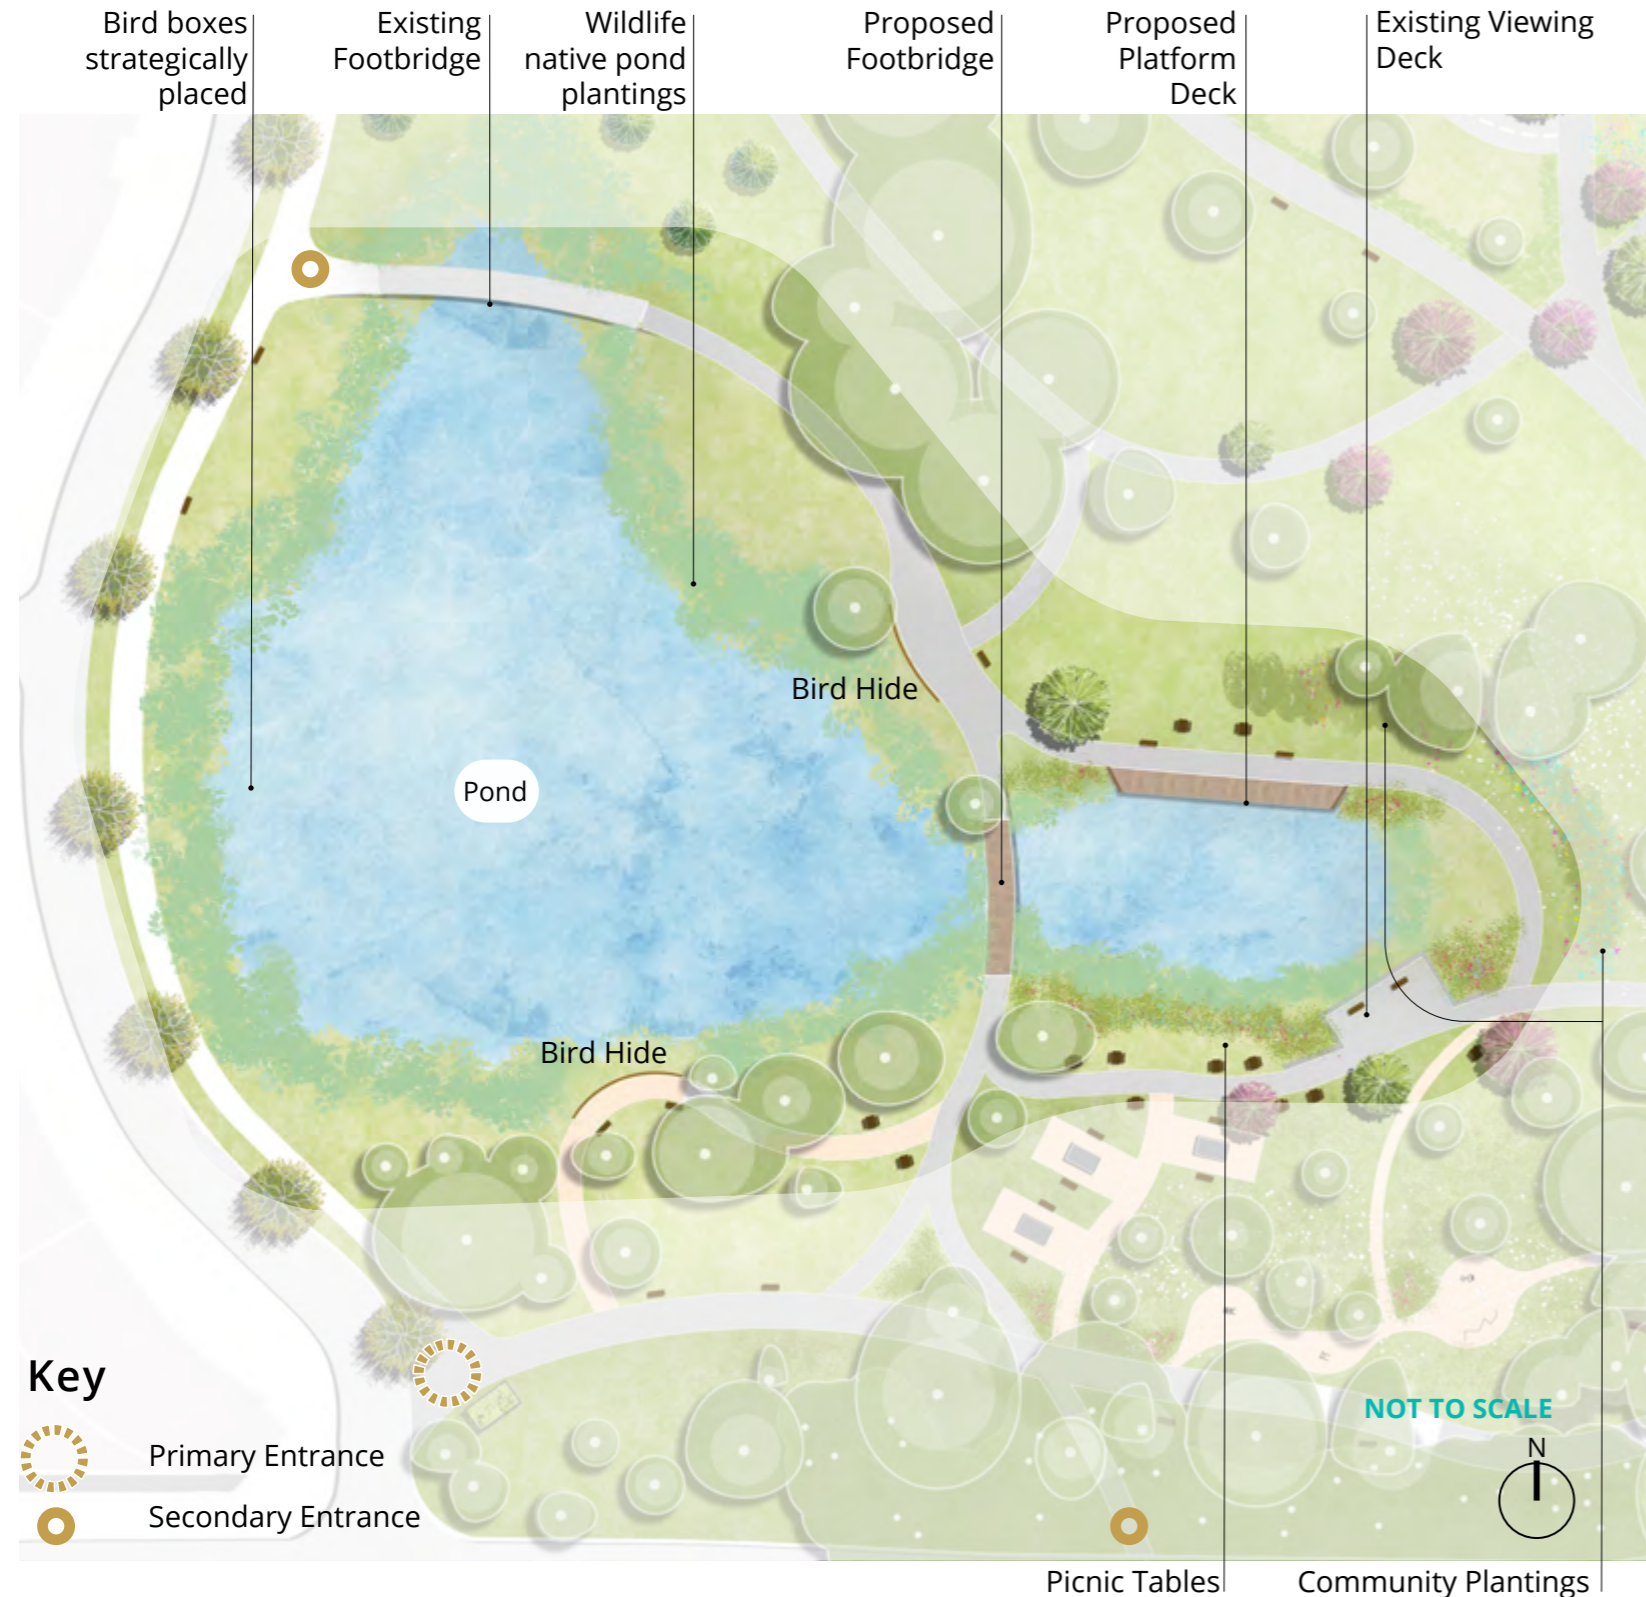 Bird boxes
strategically
placed
Existing
Footbridge
Wildlife
native pond
plantings
Proposed
Footbridge
Proposed
Platform
Deck
Existing Viewing
Deck
Bird Hide
Pond
Bird Hide
Key
Primary Entrance
Secondary Entrance
NOT TO SCALE
N
Picnic Tables
Community Plantings